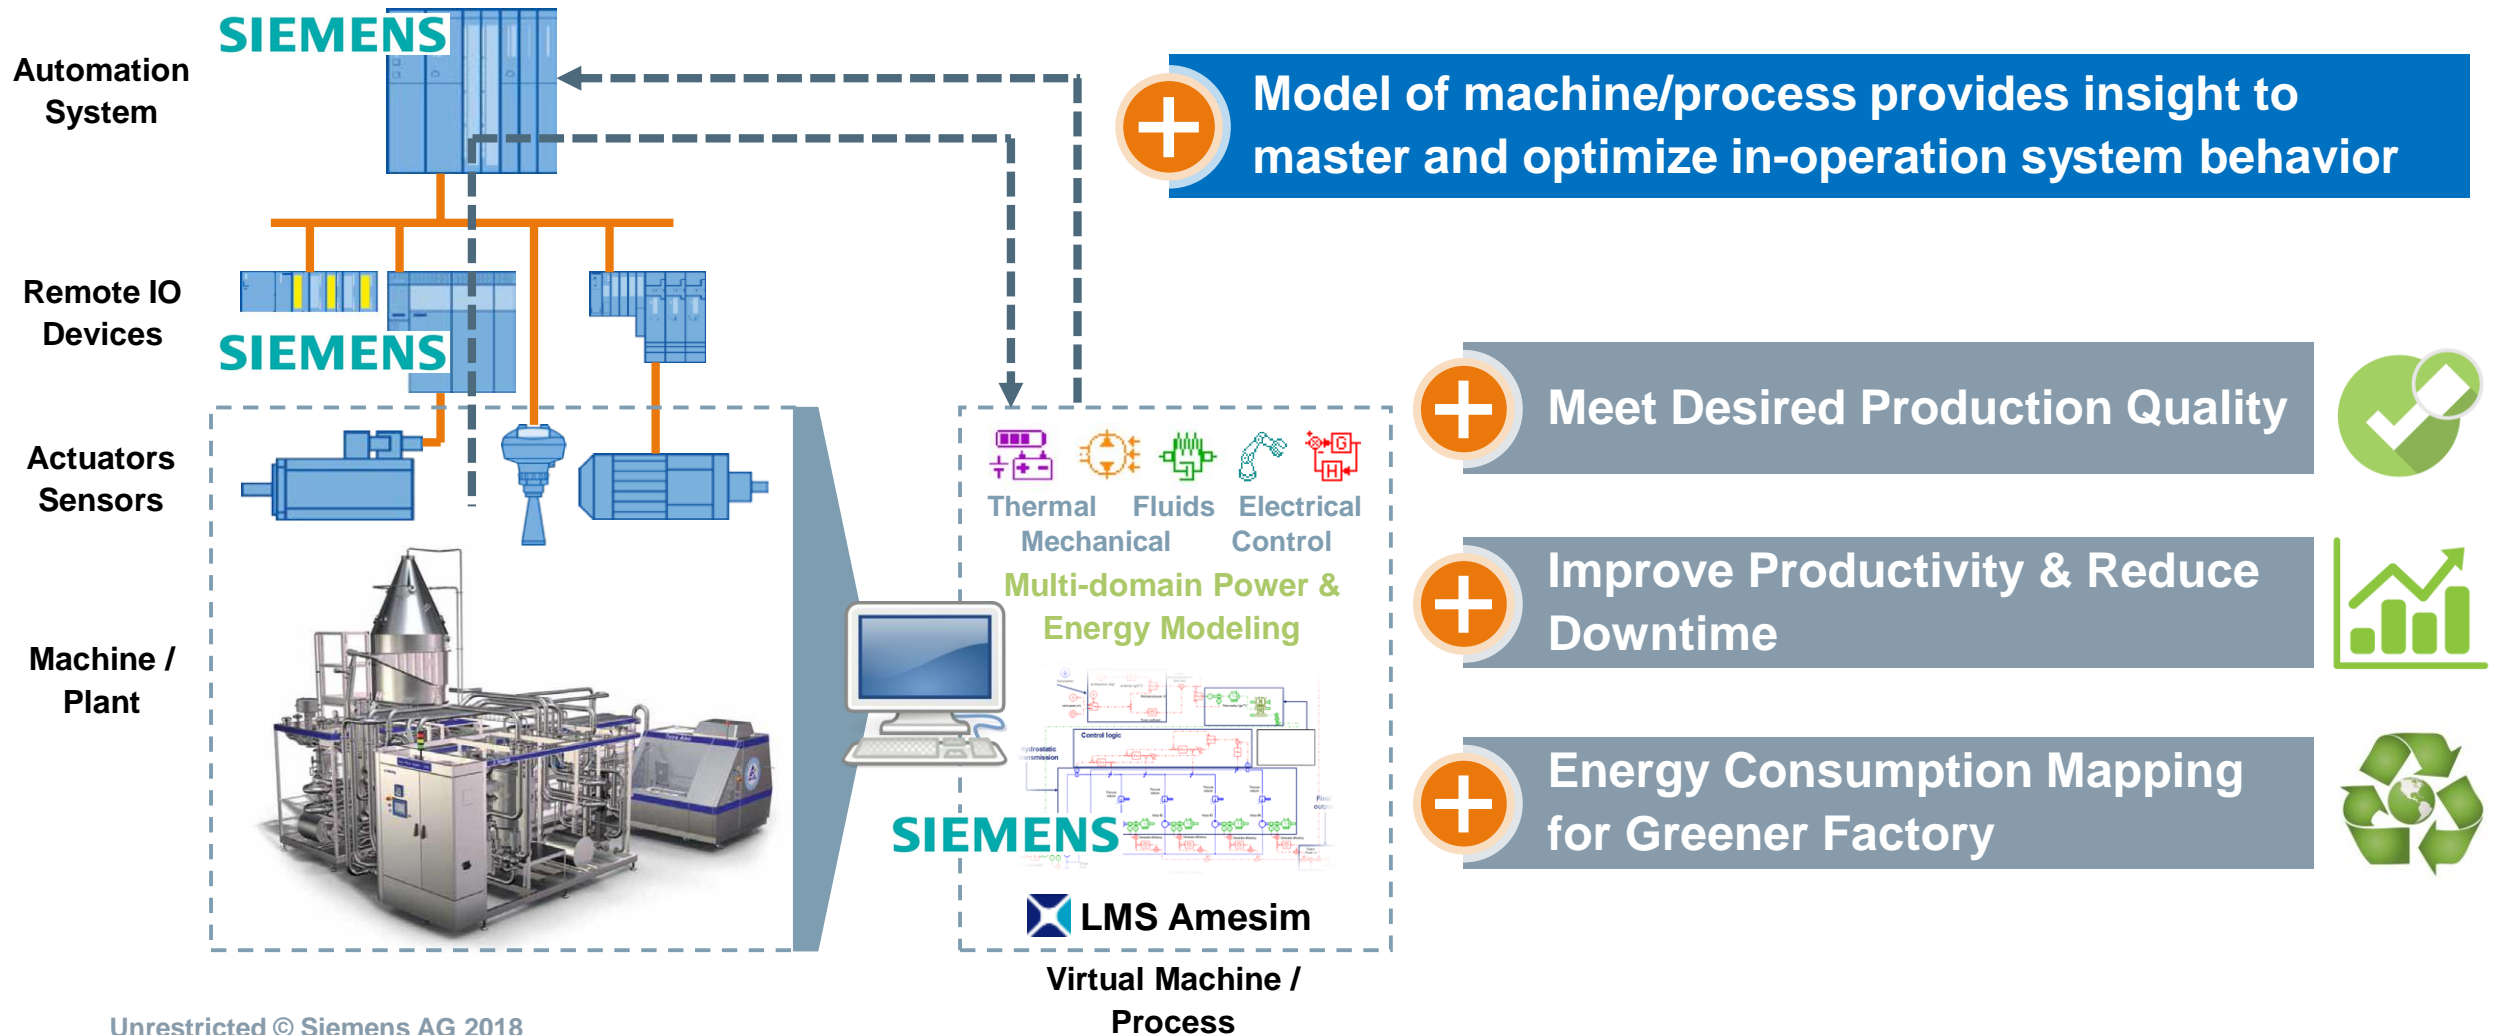 SIEMENS
Automation
System
Model of machine/process provides insight to
master and optimize in-operation system behavior
Remote IO
Devices
SIEMENS
Actuators
Sensors
Machine /
Plant
G
H
Thermal Fluids Electrical
Mechanical Control
Multi-domain Power &
Energy Modeling
Control logic
SIEMENS
LMS Amesim
Virtual Machine /
Process
Meet Desired Production Quality
Improve Productivity & Reduce
Downtime
Energy Consumption Mapping
for Greener Factory
Unrestricted © Siemens AG 2018